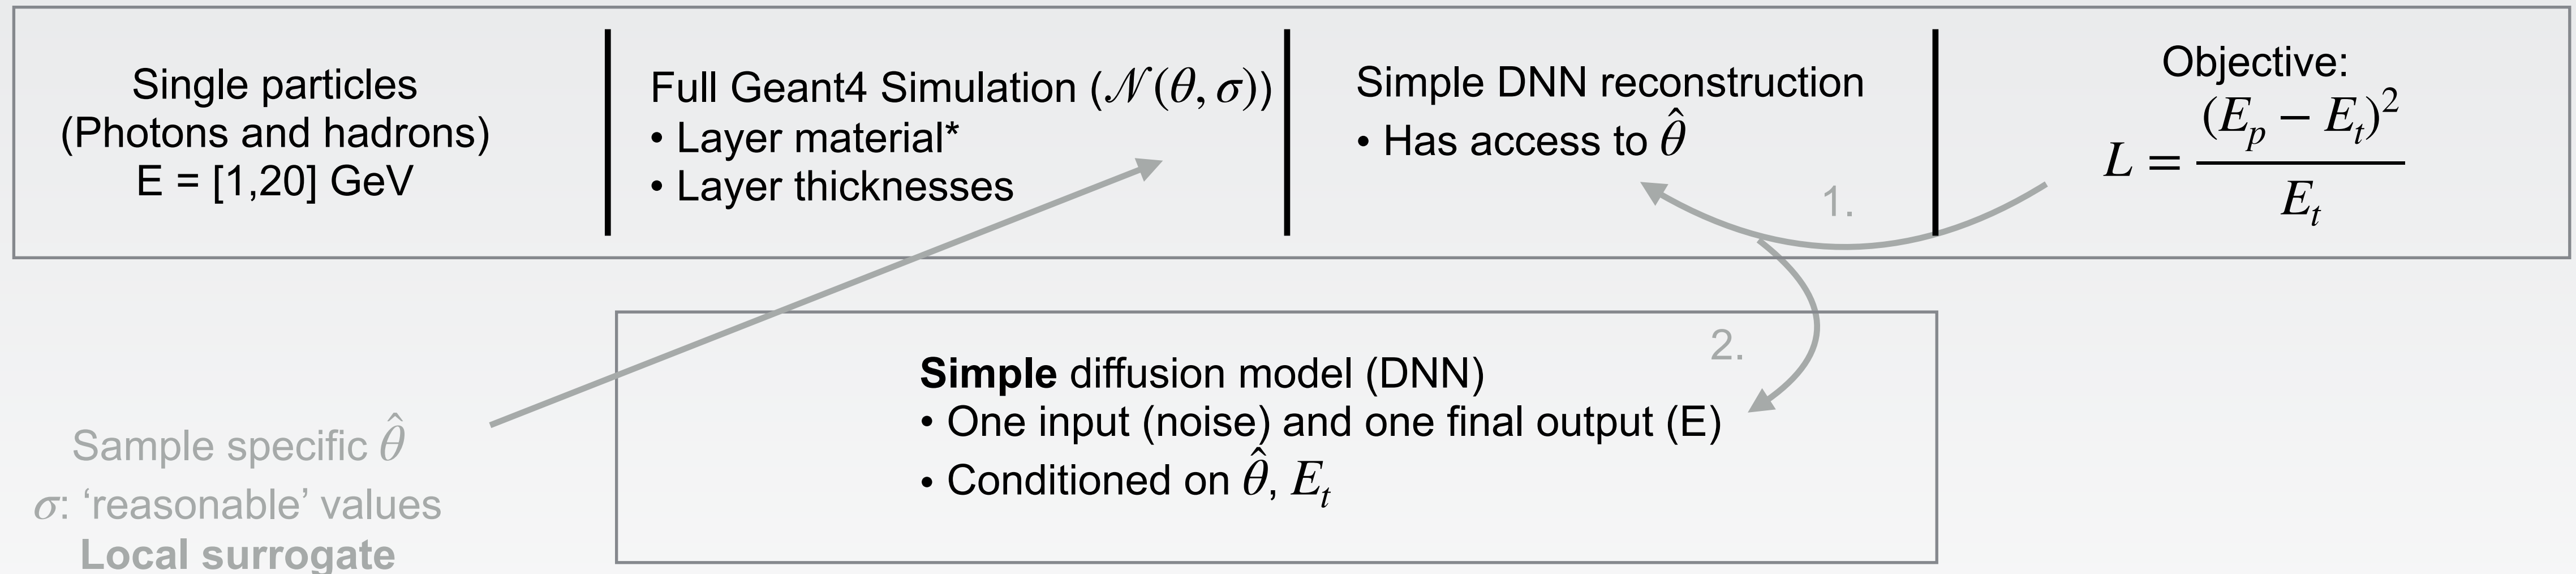 Single particles
(Photons and hadrons)
E = [1,20] GeV
Full Geant4 Simulation (𝒩(θ, σ))
• Layer material*
• Layer thicknesses
Simple DNN reconstruction
• Has access to θ̂
1.
Objective:
L = (E_p − E_t)² / E_t
Simple diffusion model (DNN)
• One input (noise) and one final output (E)
• Conditioned on θ̂, E_t
2.
Sample specific θ̂
σ: ‘reasonable’ values
Local surrogate